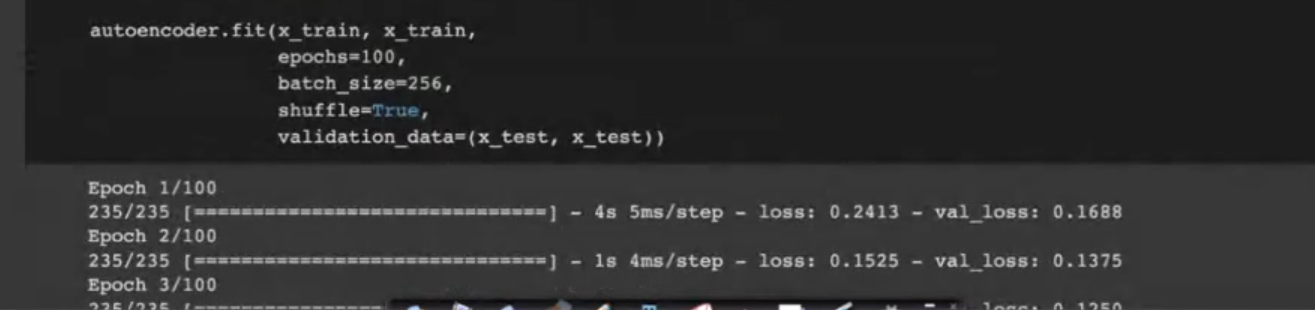 autoencoder.fit(x_train, x_train,
epochs=100,
batch_size=256,
shuffle=True,
validation_data=(x_test, x_test))
Epoch 1/100
235/235 [==============================] - 4s 5ms/step - loss: 0.2413 - val_loss: 0.1688
Epoch 2/100
235/235 [==============================] - 1s 4ms/step - loss: 0.1525 - val_loss: 0.1375
Epoch 3/100